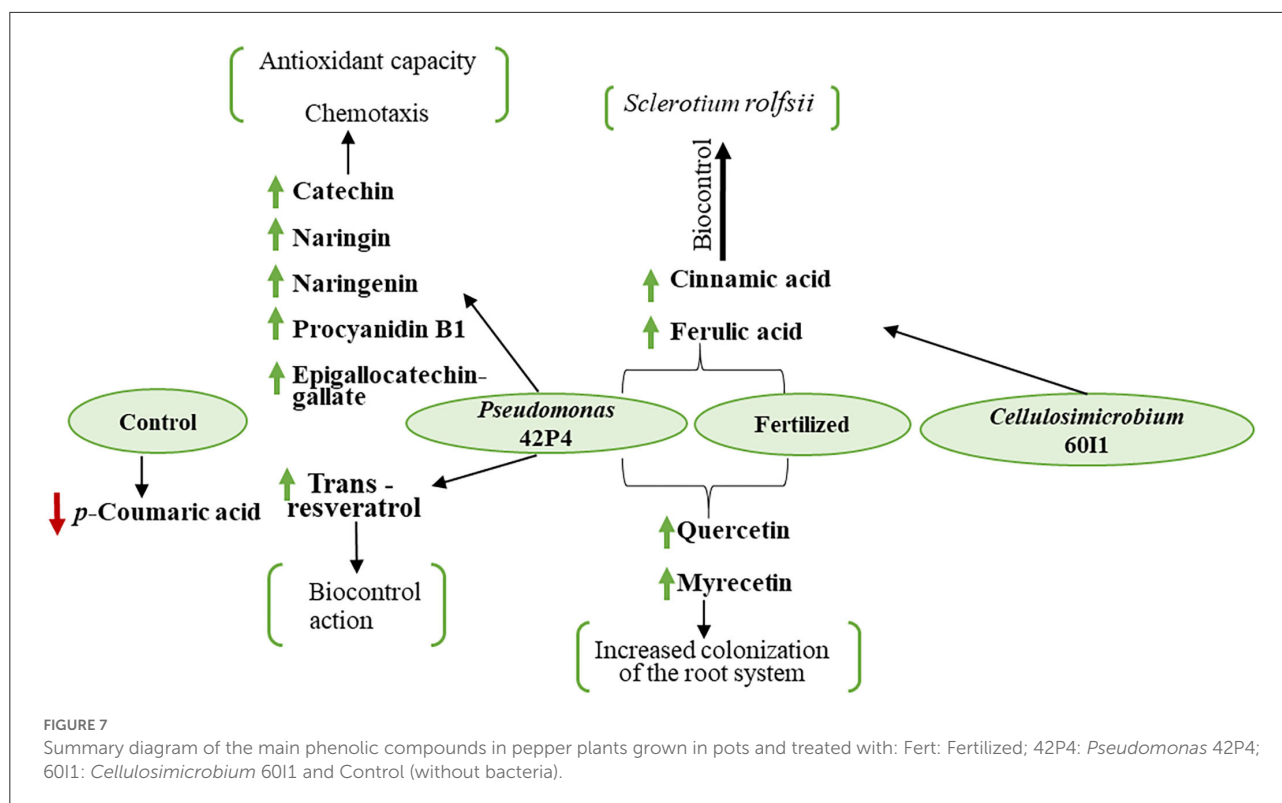 Antioxidant capacity
Chemotaxis
Catechin
Naringin
Naringenin
Procyanidin B1
Epigallocatechin-
gallate
Sclerotium rolfsii
Biocontrol
Cinnamic acid
Ferulic acid
Control
Pseudomonas
42P4
Fertilized
Cellulosimicrobium
60I1
p-Coumaric acid
Trans -
resveratrol
Biocontrol
action
Quercetin
Myrecetin
Increased colonization
of the root system
FIGURE 7
Summary diagram of the main phenolic compounds in pepper plants grown in pots and treated with: Fert: Fertilized; 42P4: Pseudomonas 42P4;
60I1: Cellulosimicrobium 60I1 and Control (without bacteria).